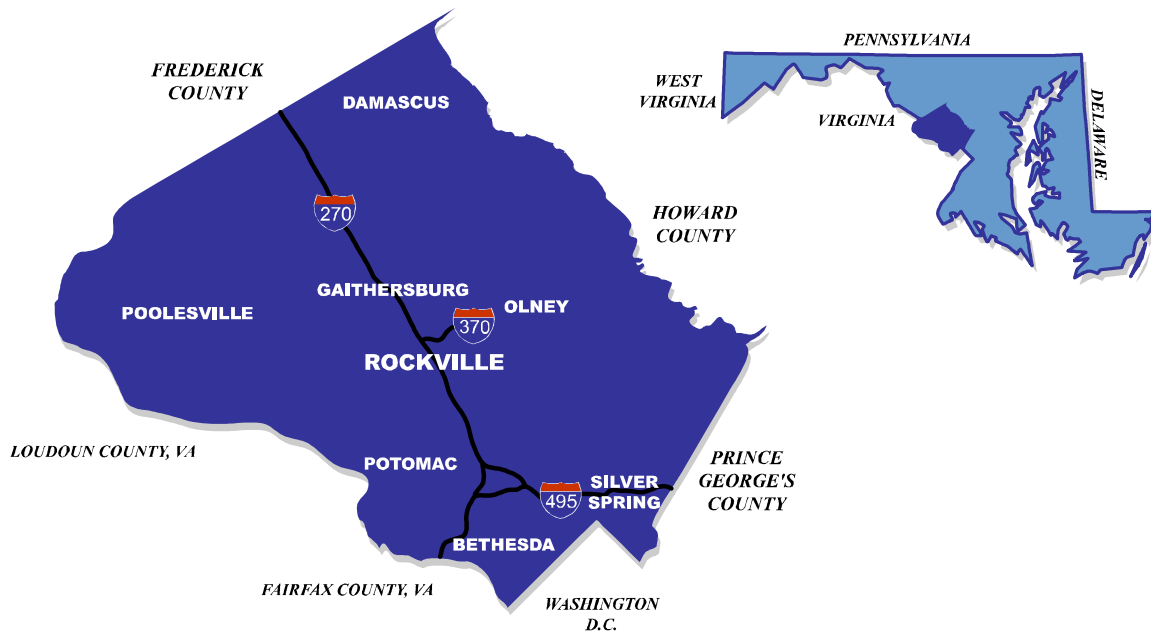 PENNSYLVANIA
FREDERICK
COUNTY
WEST
VIRGINIA
DAMASCUS
VIRGINIA
DELAWARE
270
HOWARD
COUNTY
GAITHERSBURG
OLNEY
POOLESVILLE
370
ROCKVILLE
LOUDOUN COUNTY, VA
POTOMAC
PRINCE
GEORGE'S
COUNTY
SILVER
SPRING
495
BETHESDA
FAIRFAX COUNTY, VA
WASHINGTON
D.C.